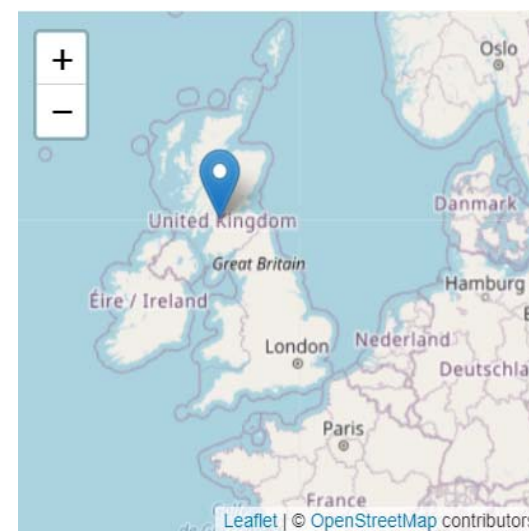 +
Oslo
−
Danmark
United Kingdom
Great Britain
Hamburg
Éire / Ireland
London
Nederland
Deutschla
Paris
France
Leaflet | © OpenStreetMap contributor